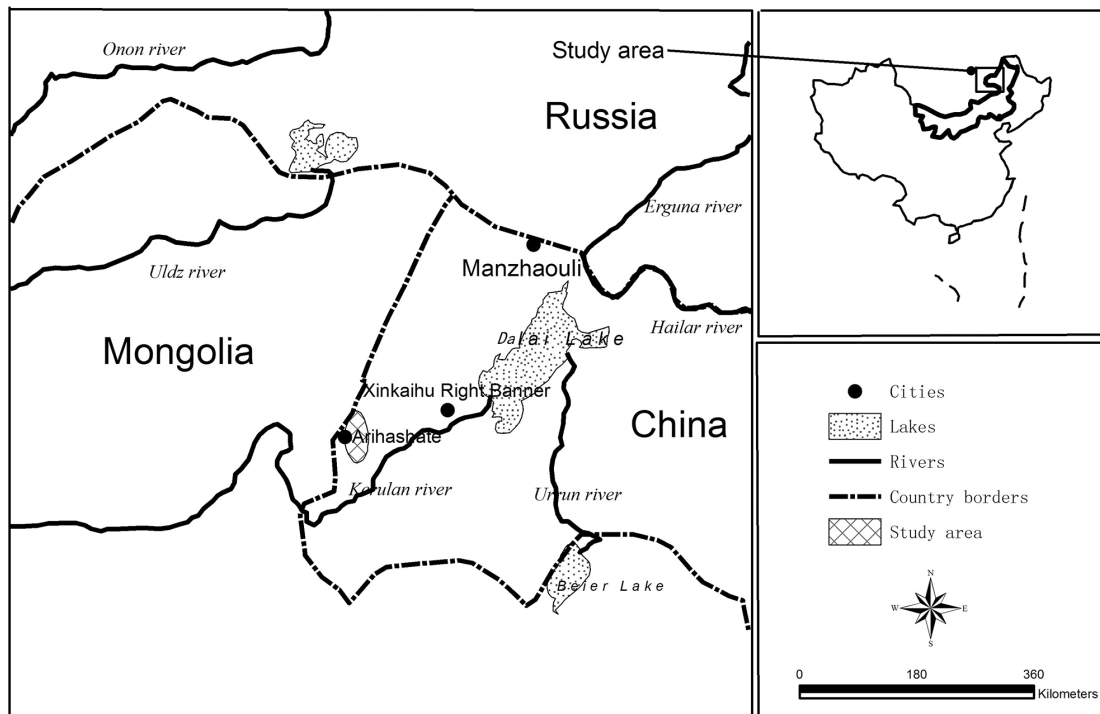 Onon river
Study area
Russia
Erguna river
Manzhaouli
Uldz river
Hailar river
Dalai Lake
Mongolia
Xinkaihu Right Banner
China
Arihashate
Kerulan river
Urrun river
Beier Lake
Cities
Lakes
Rivers
Country borders
Study area
N
W
E
S
0
180
360
Kilometers